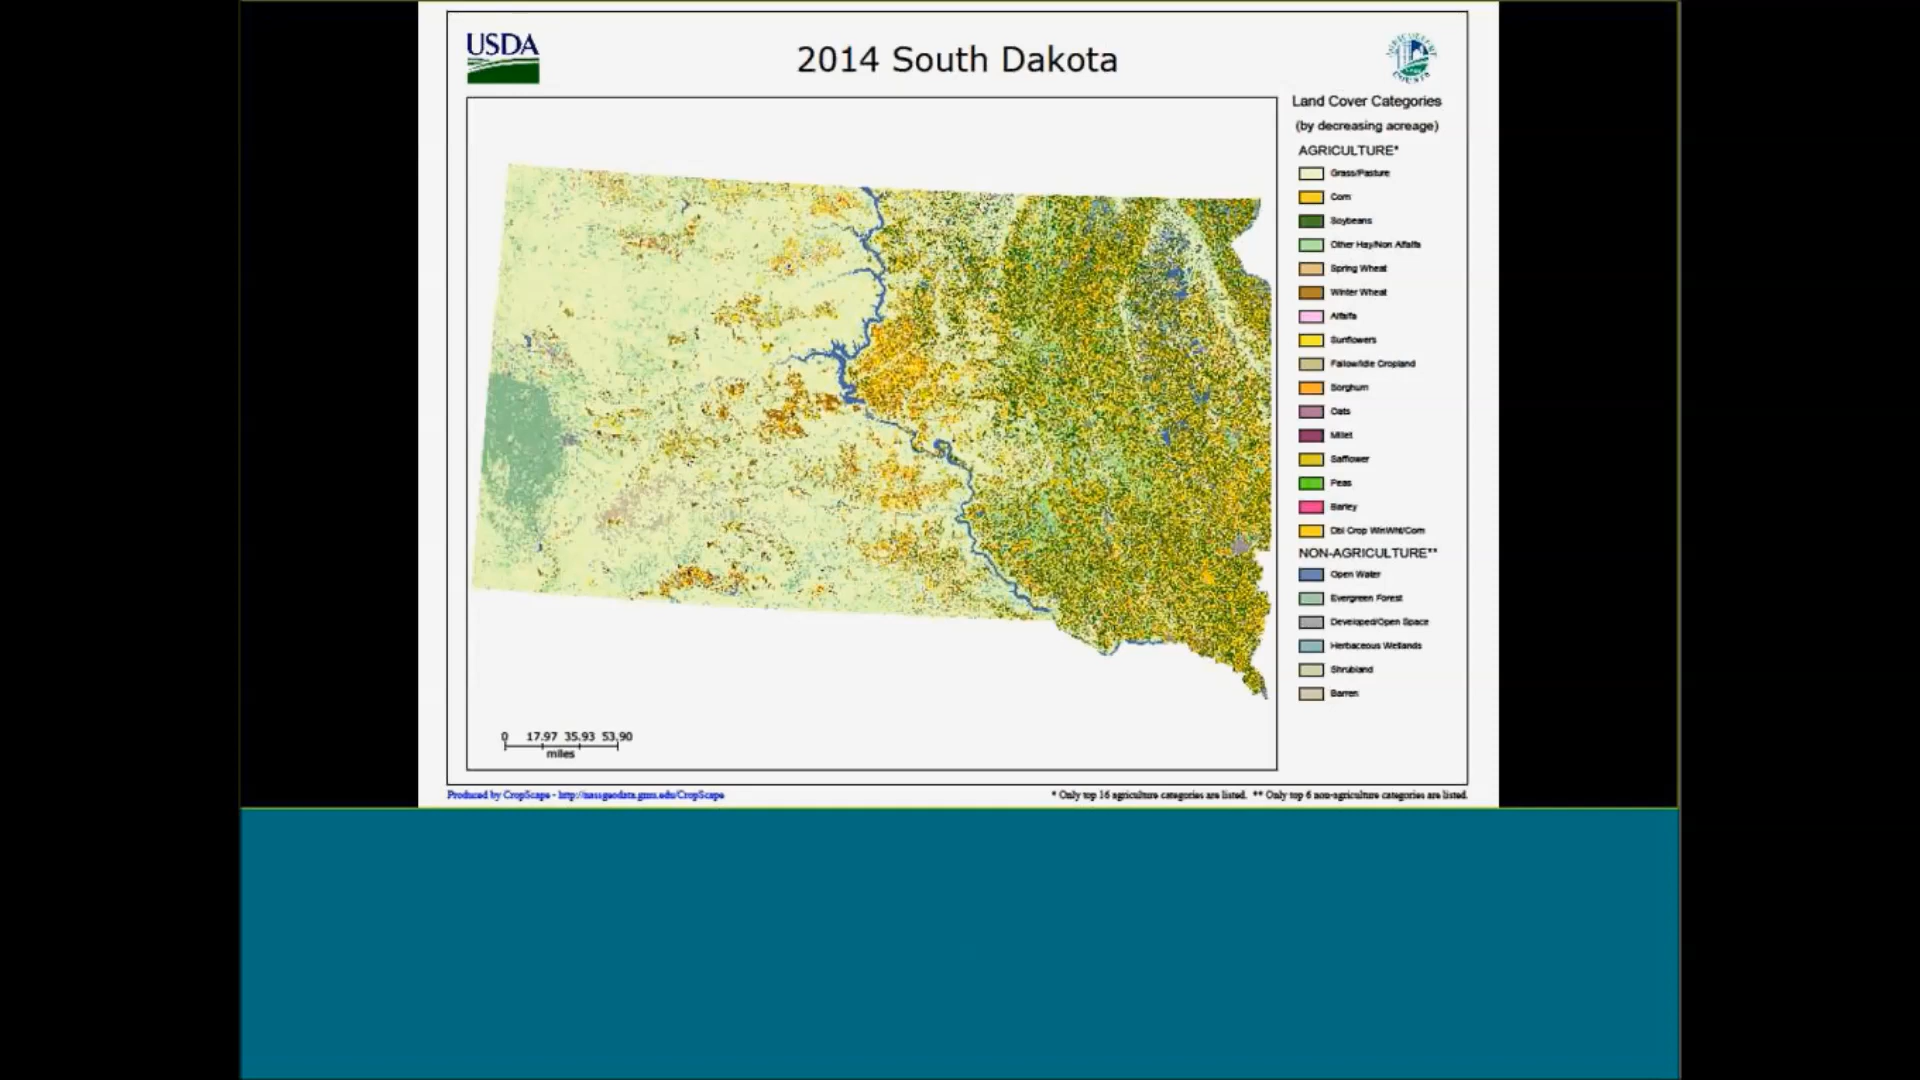 USDA
2014 South Dakota
Land Cover Categories
(by decreasing acreage)
AGRICULTURE*
Grass/Pasture
Corn
Soybeans
Other Hay/Non Alfalfa
Spring Wheat
Winter Wheat
Alfalfa
Sunflowers
Fallow/Idle Cropland
Sorghum
Oats
Millet
Safflower
Peas
Barley
Dbl Crop WinWht/Corn
NON-AGRICULTURE**
Open Water
Evergreen Forest
Developed/Open Space
Herbaceous Wetlands
Shrubland
Barren
0 17.97 35.93 53.90
miles
Produced by CropScape - http://nassgeodata.gmu.edu/CropScape
* Only top 16 agriculture categories are listed. ** Only top 6 non-agriculture categories are listed.